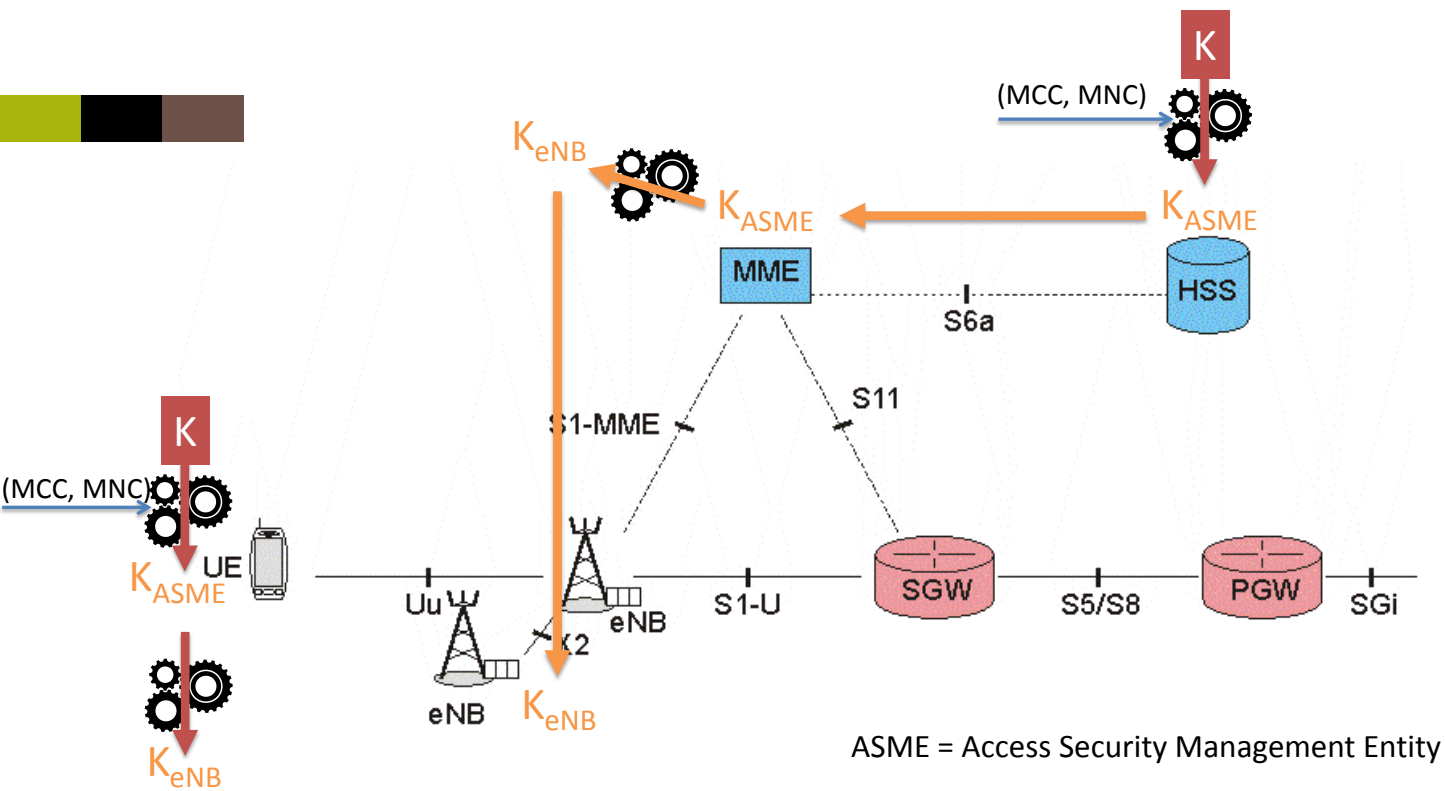 K
(MCC, MNC)
KeNB
KASME
KASME
MME
HSS
S6a
S11
S1-MME
K
(MCC, MNC)
UE
KASME
Uu
eNB
S1-U
SGW
S5/S8
PGW
SGi
X2
eNB
KeNB
KeNB
ASME = Access Security Management Entity